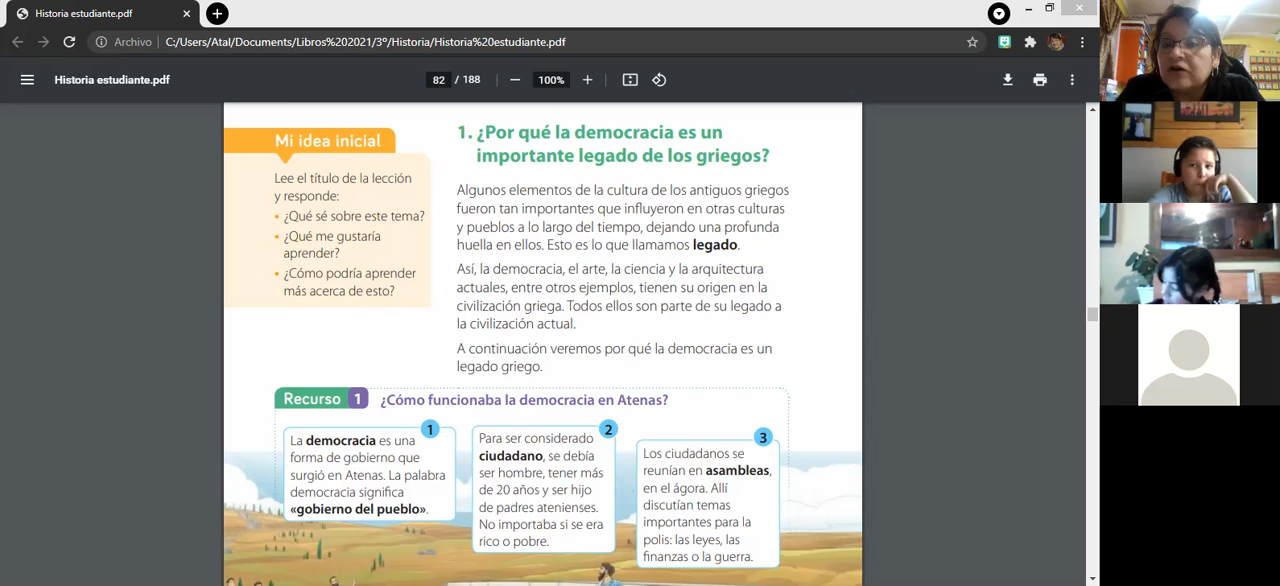 Historia estudiante.pdf
Archivo
C:/Users/Atal/Documents/Libros%202021/3º/Historia/Historia%20estudiante.pdf
Historia estudiante.pdf
82 / 188
100%
Mi idea inicial
Lee el título de la lección
y responde:
• ¿Qué sé sobre este tema?
• ¿Qué me gustaría
aprender?
• ¿Cómo podría aprender
más acerca de esto?
1. ¿Por qué la democracia es un
importante legado de los griegos?
Algunos elementos de la cultura de los antiguos griegos
fueron tan importantes que influyeron en otras culturas
y pueblos a lo largo del tiempo, dejando una profunda
huella en ellos. Esto es lo que llamamos legado.
Así, la democracia, el arte, la ciencia y la arquitectura
actuales, entre otros ejemplos, tienen su origen en la
civilización griega. Todos ellos son parte de su legado a
la civilización actual.
A continuación veremos por qué la democracia es un
legado griego.
Recurso 1
¿Cómo funcionaba la democracia en Atenas?
1
La democracia es una
forma de gobierno que
surgió en Atenas. La palabra
democracia significa
«gobierno del pueblo».
2
Para ser considerado
ciudadano, se debía
ser hombre, tener más
de 20 años y ser hijo
de padres atenienses.
No importaba si se era
rico o pobre.
3
Los ciudadanos se
reunían en asambleas,
en el ágora. Allí
discutían temas
importantes para la
polis: las leyes, las
finanzas o la guerra.